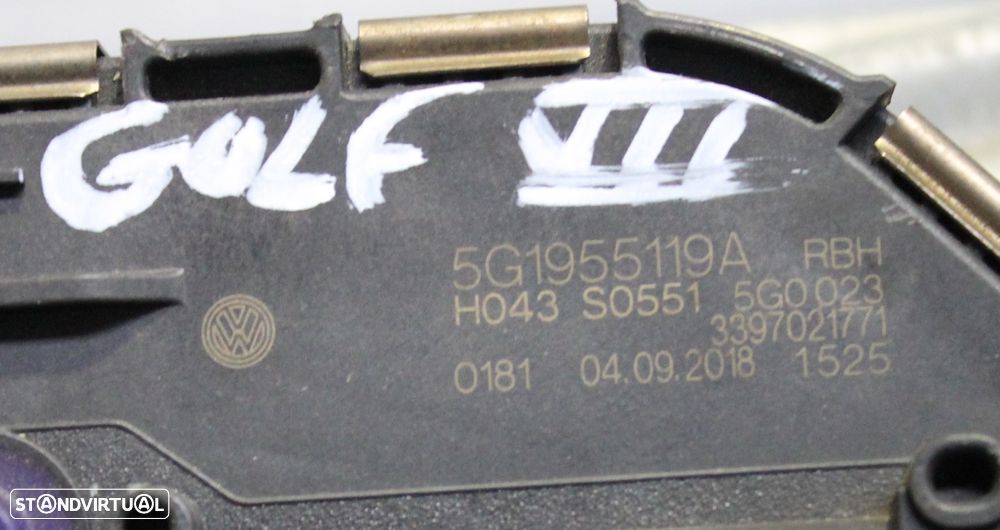 GOLF VII
5G1955119A RBH
H043 S0551 5G0 023
3397021771
0181 04.09.2018 1525
STANDVIRTUAL